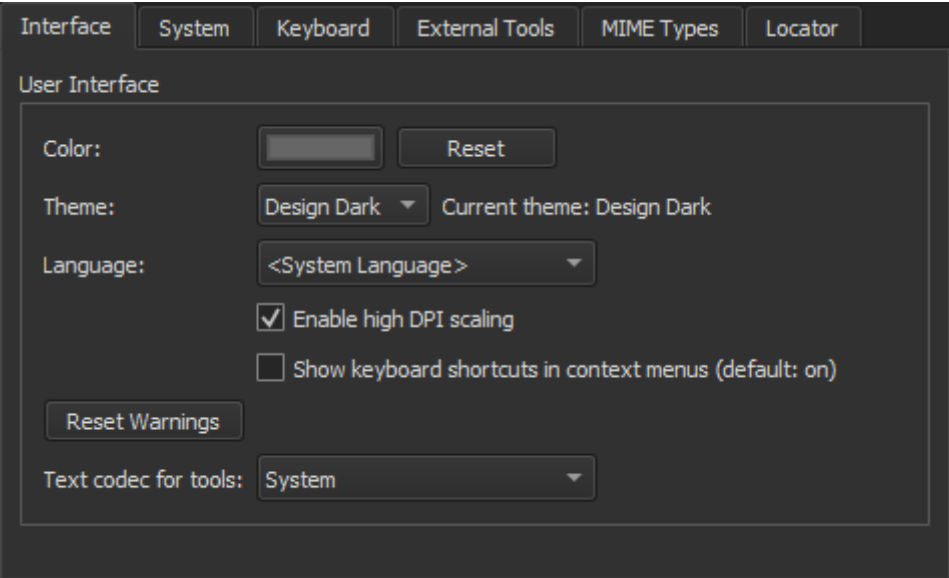 Interface System Keyboard External Tools MIME Types Locator
User Interface
Color: Reset
Theme: Design Dark Current theme: Design Dark
Language: <System Language>
Enable high DPI scaling
Show keyboard shortcuts in context menus (default: on)
Reset Warnings
Text codec for tools: System